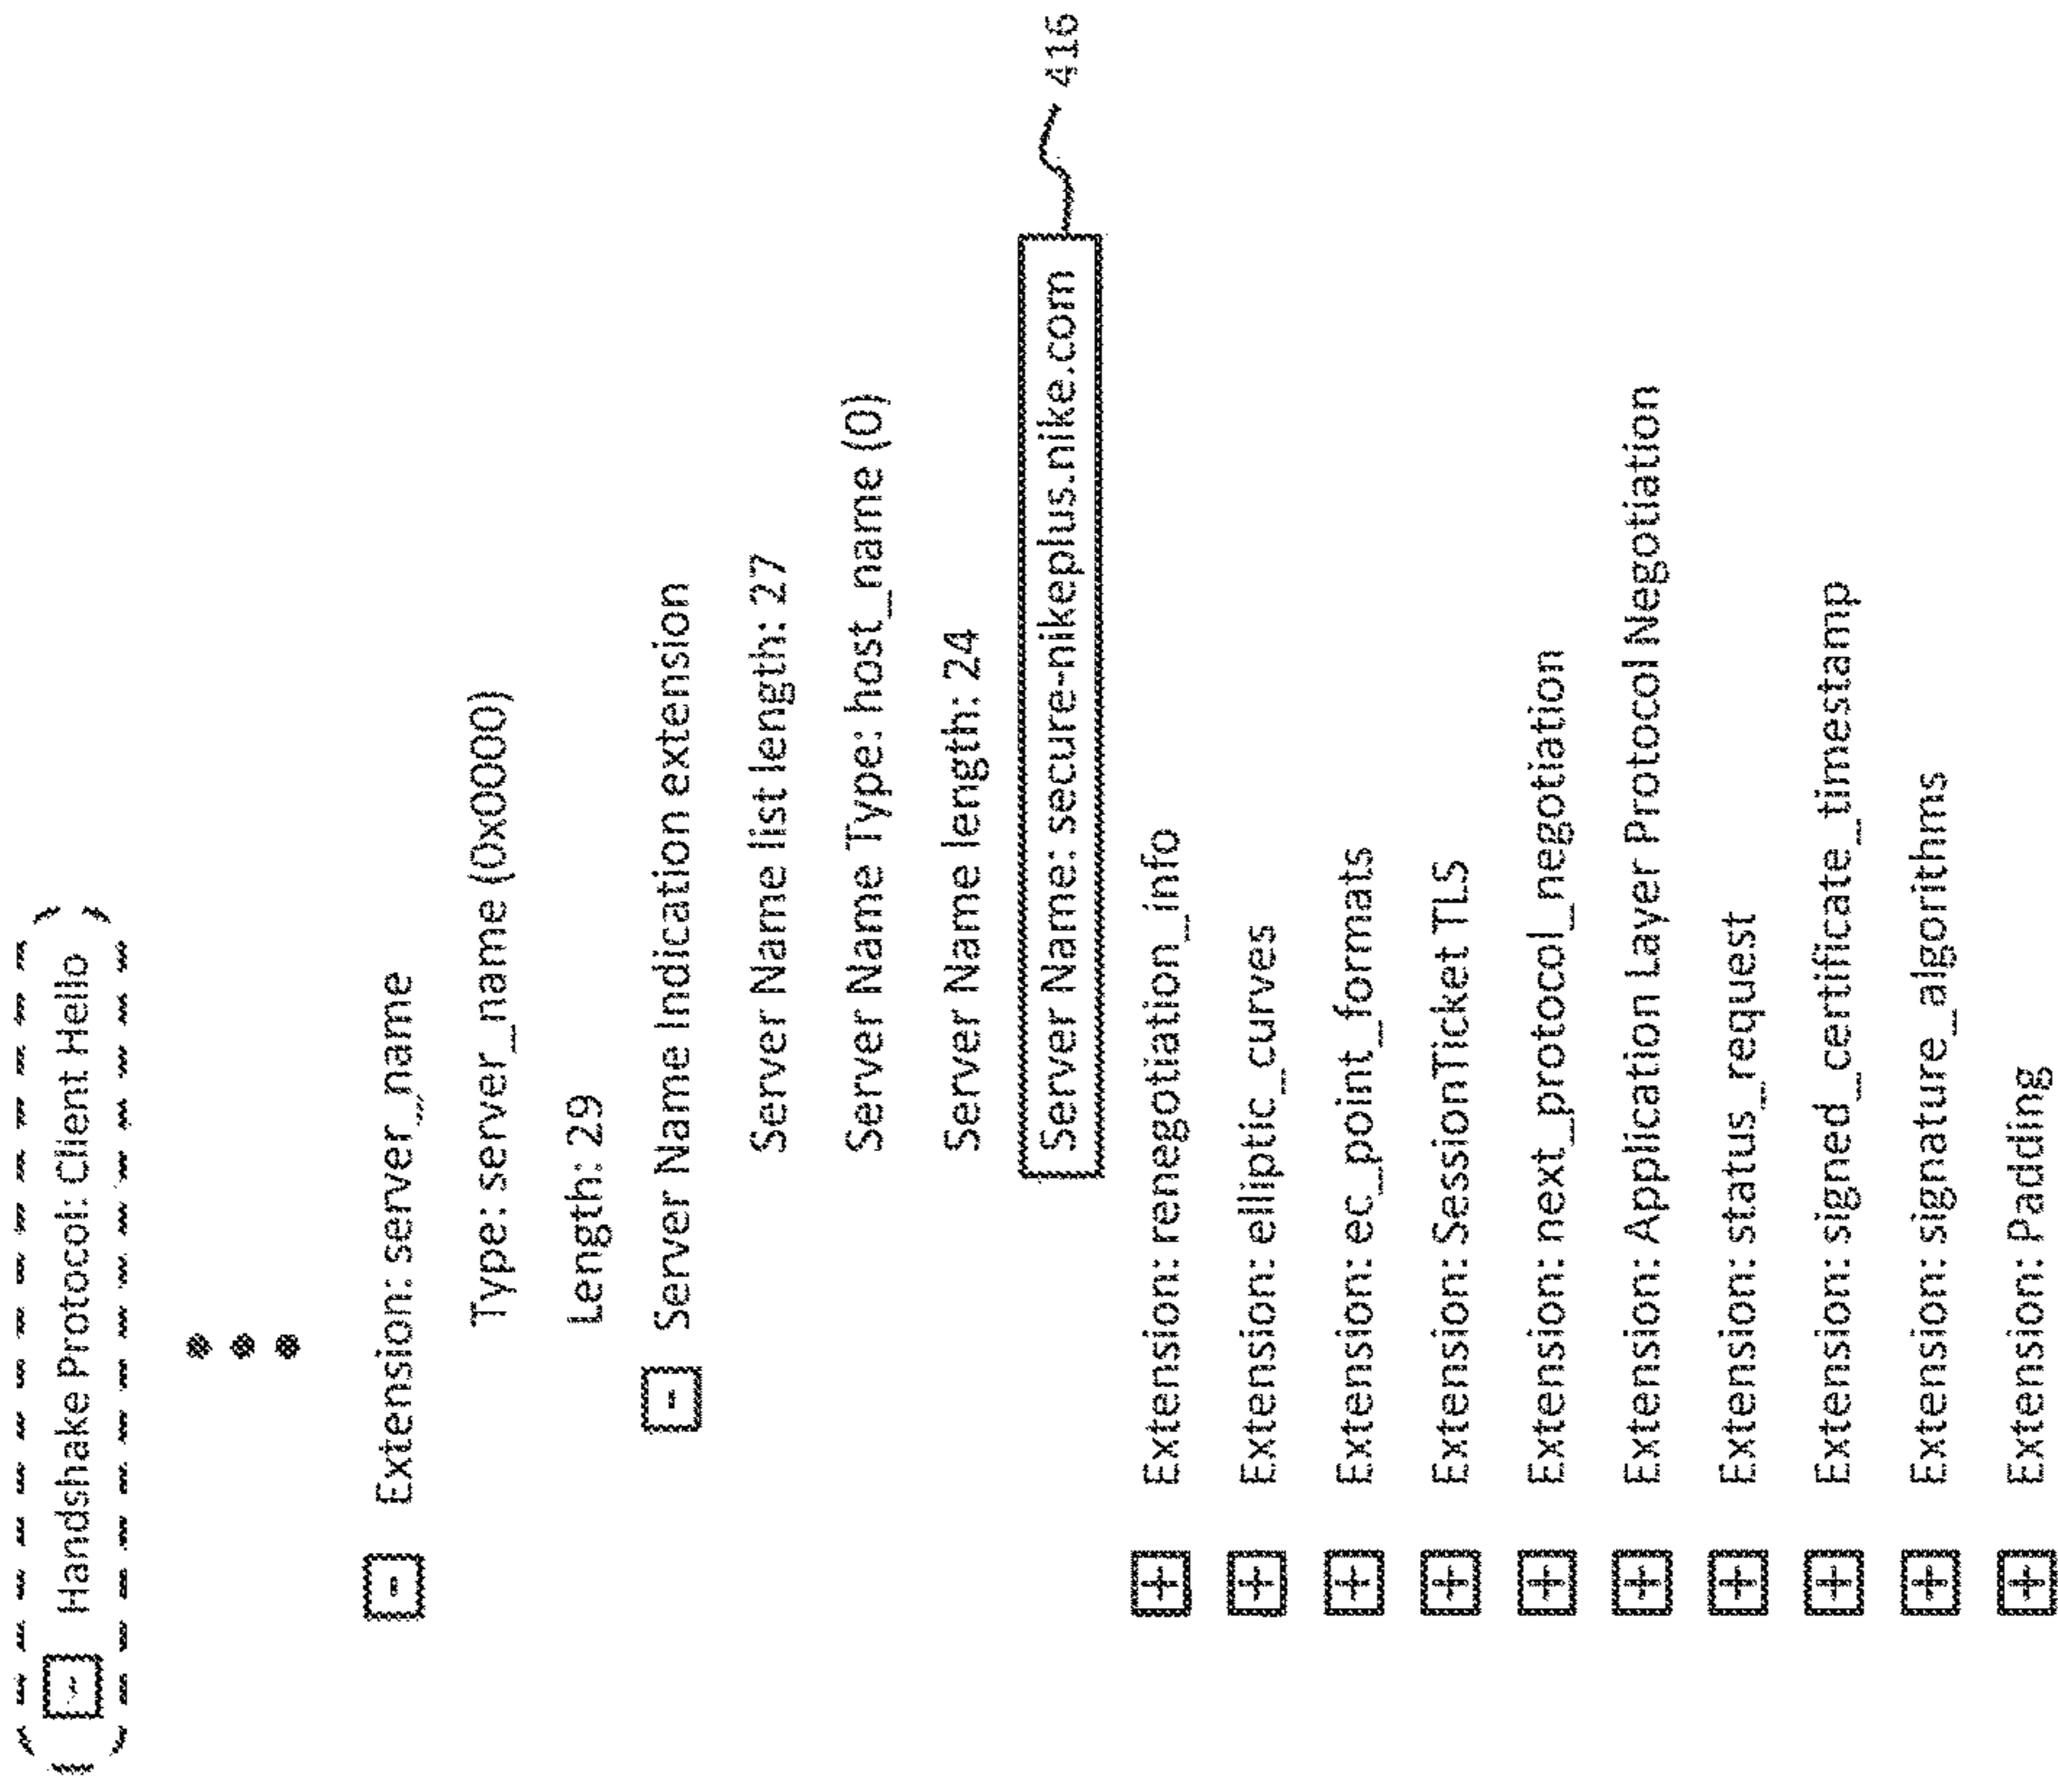 [-] Handshake Protocol: Client Hello
[-] Extension: server_name
Type: server_name (0x0000)
Length: 29
[-] Server Name Indication extension
Server Name list length: 27
Server Name Type: host_name (0)
Server Name length: 24
Server Name: secure-nikeplus.nike.com 416
[+] Extension: renegotiation_info
[+] Extension: elliptic_curves
[+] Extension: ec_point_formats
[+] Extension: SessionTicket TLS
[+] Extension: next_protocol_negotiation
[+] Extension: Application Layer Protocol Negotiation
[+] Extension: status_request
[+] Extension: signed_certificate_timestamp
[+] Extension: signature_algorithms
[+] Extension: Padding